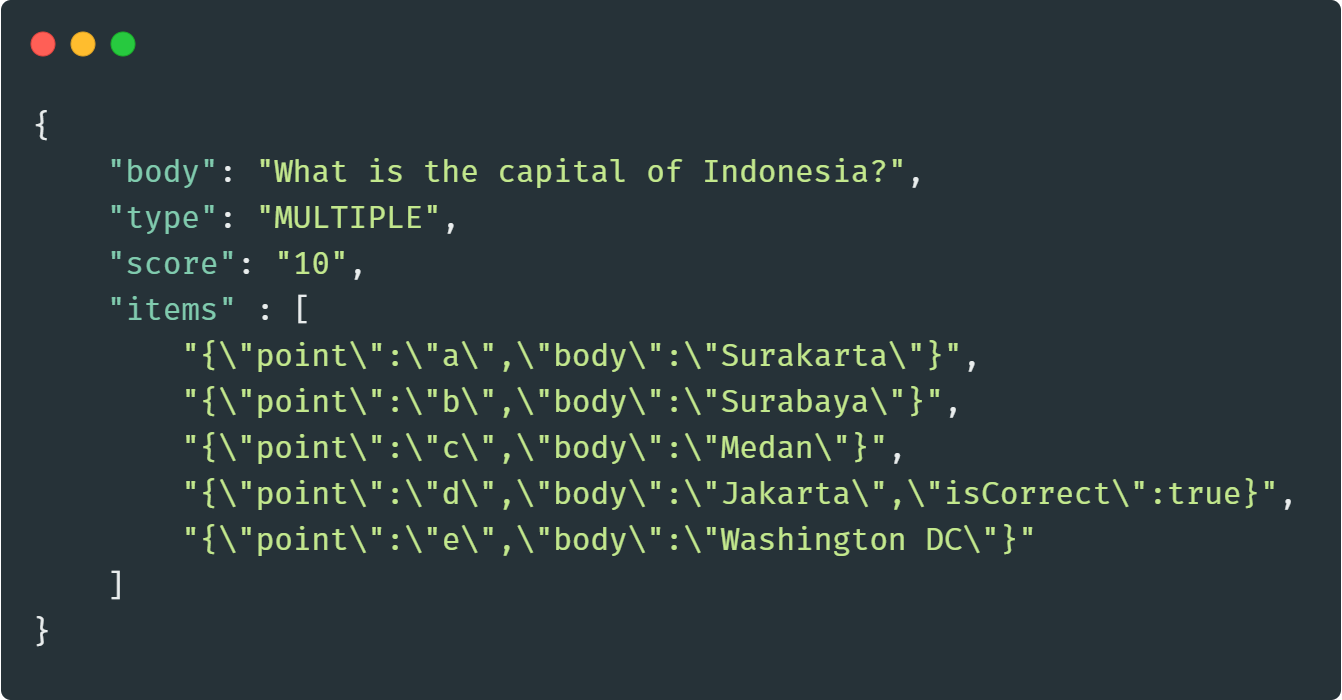 {
    "body": "What is the capital of Indonesia?",
    "type": "MULTIPLE",
    "score": "10",
    "items" : [
        "{\"point\":\"a\",\"body\":\"Surakarta\"}",
        "{\"point\":\"b\",\"body\":\"Surabaya\"}",
        "{\"point\":\"c\",\"body\":\"Medan\"}",
        "{\"point\":\"d\",\"body\":\"Jakarta\",\"isCorrect\":true}",
        "{\"point\":\"e\",\"body\":\"Washington DC\"}"
    ]
}